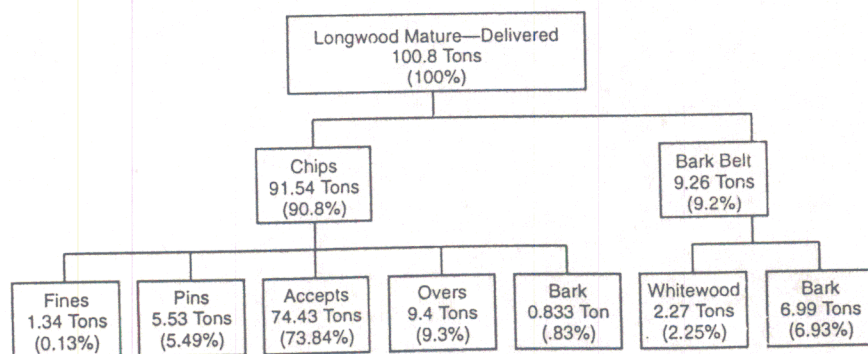 Longwood Mature—Delivered
100.8 Tons
(100%)
Chips
91.54 Tons
(90.8%)
Bark Belt
9.26 Tons
(9.2%)
Fines
1.34 Tons
(0.13%)
Pins
5.53 Tons
(5.49%)
Accepts
74.43 Tons
(73.84%)
Overs
9.4 Tons
(9.3%)
Bark
0.833 Ton
(.83%)
Whitewood
2.27 Tons
(2.25%)
Bark
6.99 Tons
(6.93%)